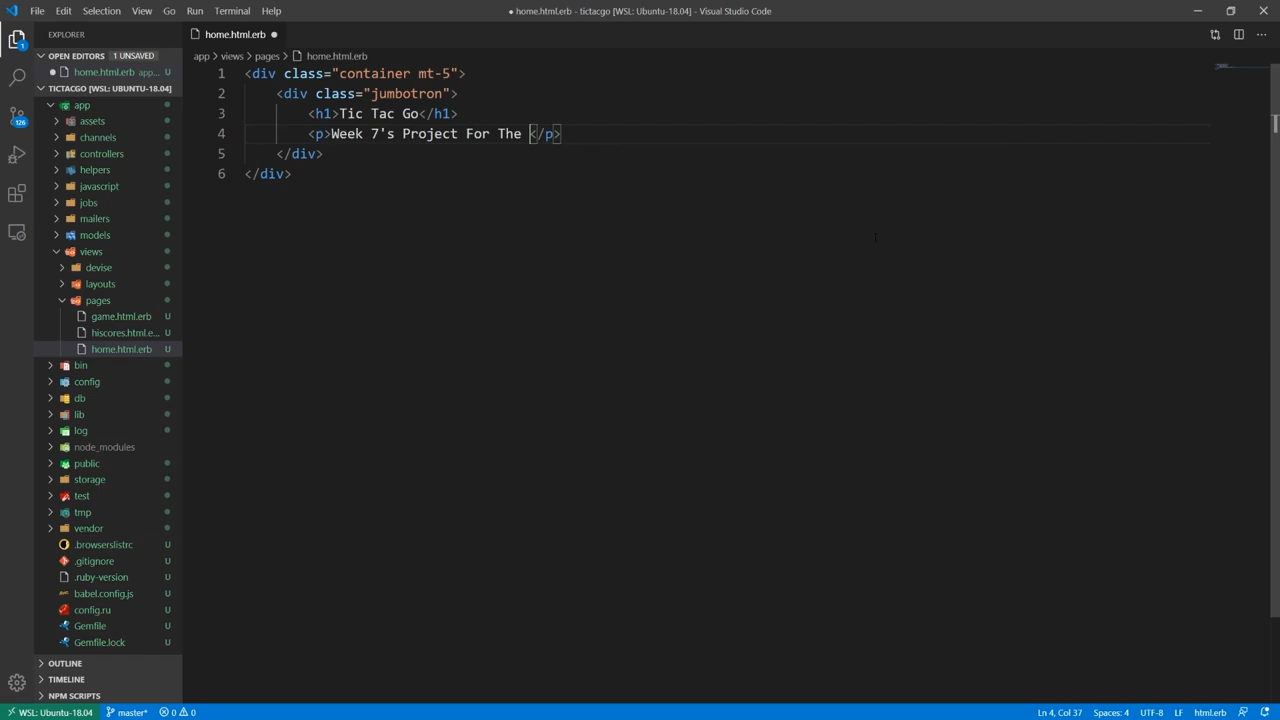 File Edit Selection View Go Run Terminal Help
● home.html.erb - tictacgo [WSL: Ubuntu-18.04] - Visual Studio Code
EXPLORER
OPEN EDITORS 1 UNSAVED
home.html.erb app... U
TICTACGO [WSL: UBUNTU-18.04]
app
assets
channels
controllers
helpers
javascript
jobs
mailers
models
views
devise
layouts
pages
game.html.erb U
hiscores.html.e... U
home.html.erb U
bin
config
db
lib
log
node_modules
public
storage
test
tmp
vendor
.browserslistrc U
.gitignore U
.ruby-version U
babel.config.js U
config.ru U
Gemfile U
Gemfile.lock U
OUTLINE
TIMELINE
NPM SCRIPTS
1
126
home.html.erb
app > views > pages > home.html.erb
1 <div class="container mt-5">
2 <div class="jumbotron">
3 <h1>Tic Tac Go</h1>
4 <p>Week 7's Project For The </p>
5 </div>
6 </div>
WSL: Ubuntu-18.04 master* 0 0 Ln 4, Col 37 Spaces: 4 UTF-8 LF html.erb